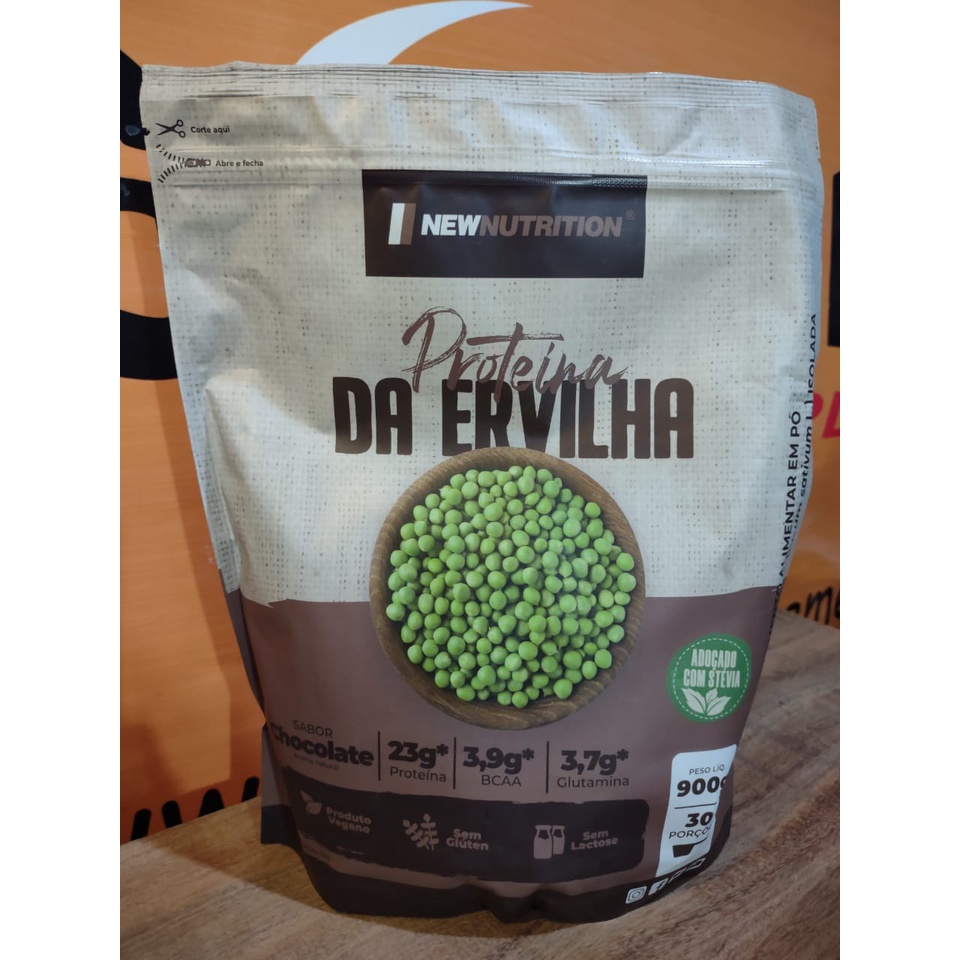 Corte aqui
Abre e fecha
NEWNUTRITION®
Proteína
DA ERVILHA
ALIMENTAR EM PÓ
sativum L.) ISOLADA
ADOÇADO
COM STÉVIA
SABOR
chocolate
23g*
Proteína
3,9g*
BCAA
3,7g*
Glutamina
Produto
Vegano
Sem
Glúten
Sem
Lactose
PESO LÍQ
900g
30